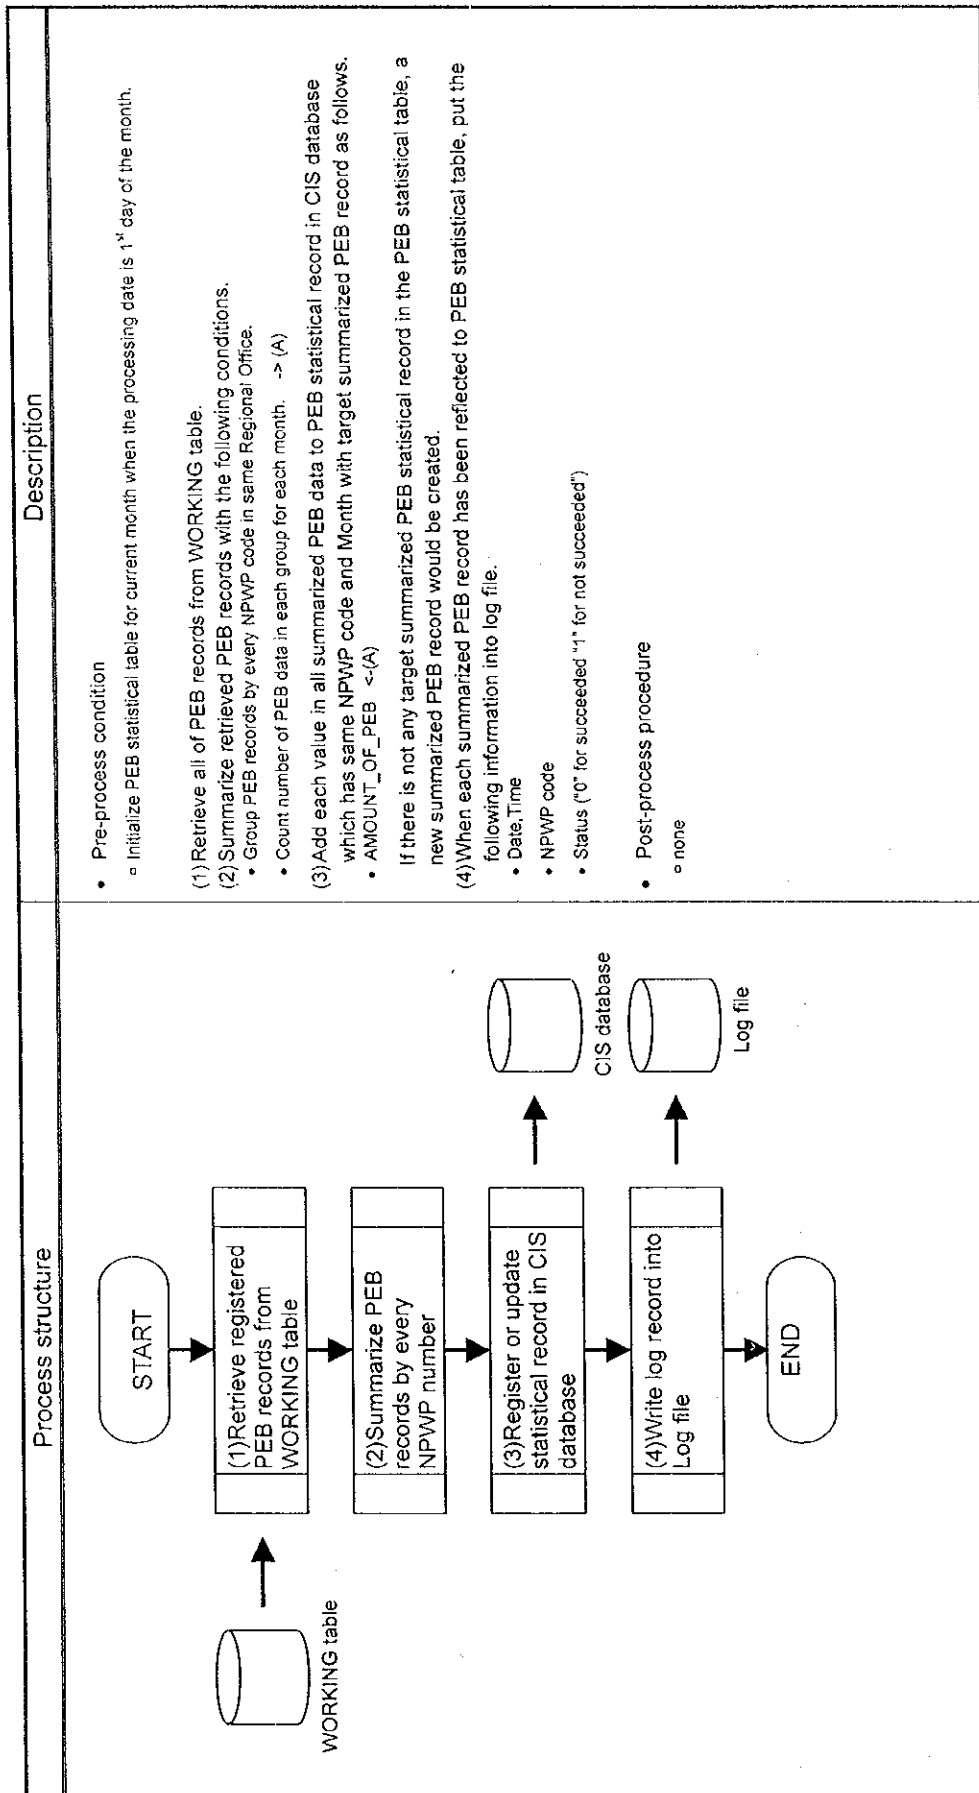 Process structure
START
(1)Retrieve registered
PEB records from
WORKING table
WORKING table
(2)Summarize PEB
records by every
NPWP number
(3)Register or update
statistical record in CIS
database
CIS database
(4)Write log record into
Log file
Log file
END
Description
• Pre-process condition
▫ Initialize PEB statistical table for current month when the processing date is 1st day of the month.
(1)Retrieve all of PEB records from WORKING table.
(2)Summarize retrieved PEB records with the following conditions.
• Group PEB records by every NPWP code in same Regional Office.
• Count number of PEB data in each group for each month. -> (A)
(3)Add each value in all summarized PEB data to PEB statistical record in CIS database
which has same NPWP code and Month with target summarized PEB record as follows.
• AMOUNT_OF_PEB <-(A)
If there is not any target summarized PEB statistical record in the PEB statistical table, a
new summarized PEB record would be created.
(4)When each summarized PEB record has been reflected to PEB statistical table, put the
following information into log file.
• Date,Time
• NPWP code
• Status ("0" for succeeded "1" for not succeeded")
• Post-process procedure
▫ none